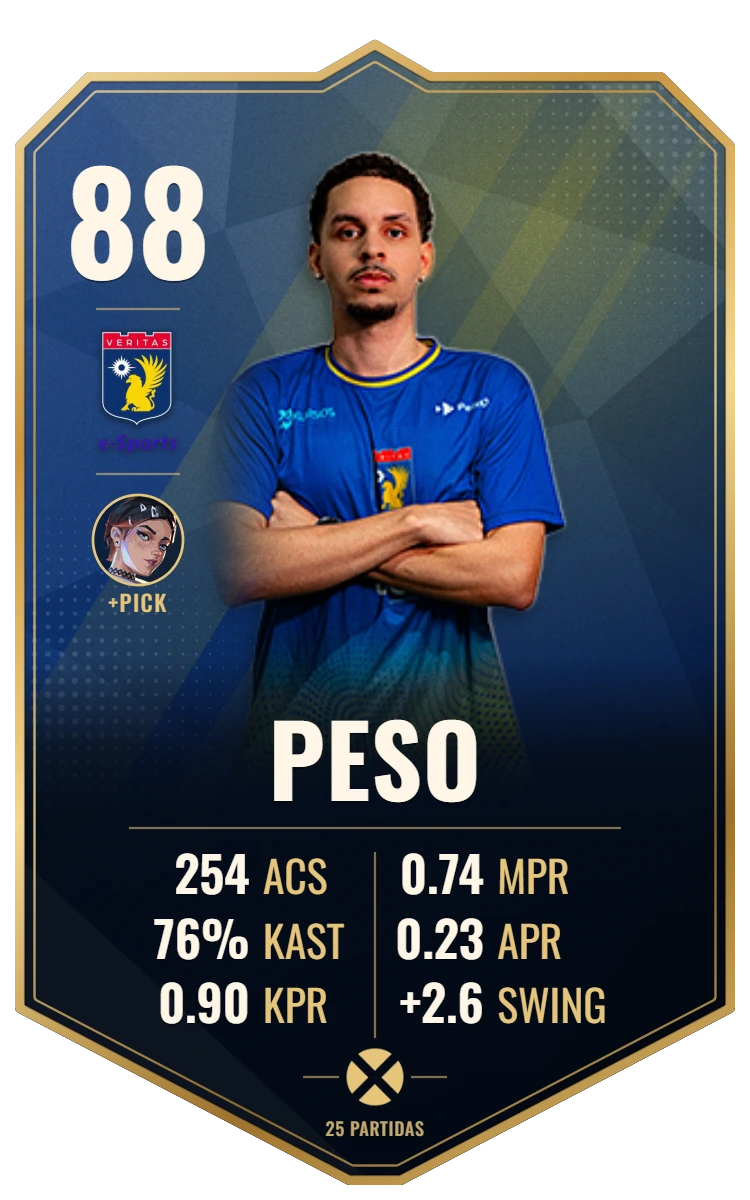 88
VERITAS
e-Sports
+PICK
PESO
254 ACS
0.74 MPR
76% KAST
0.23 APR
0.90 KPR
+2.6 SWING
25 PARTIDAS